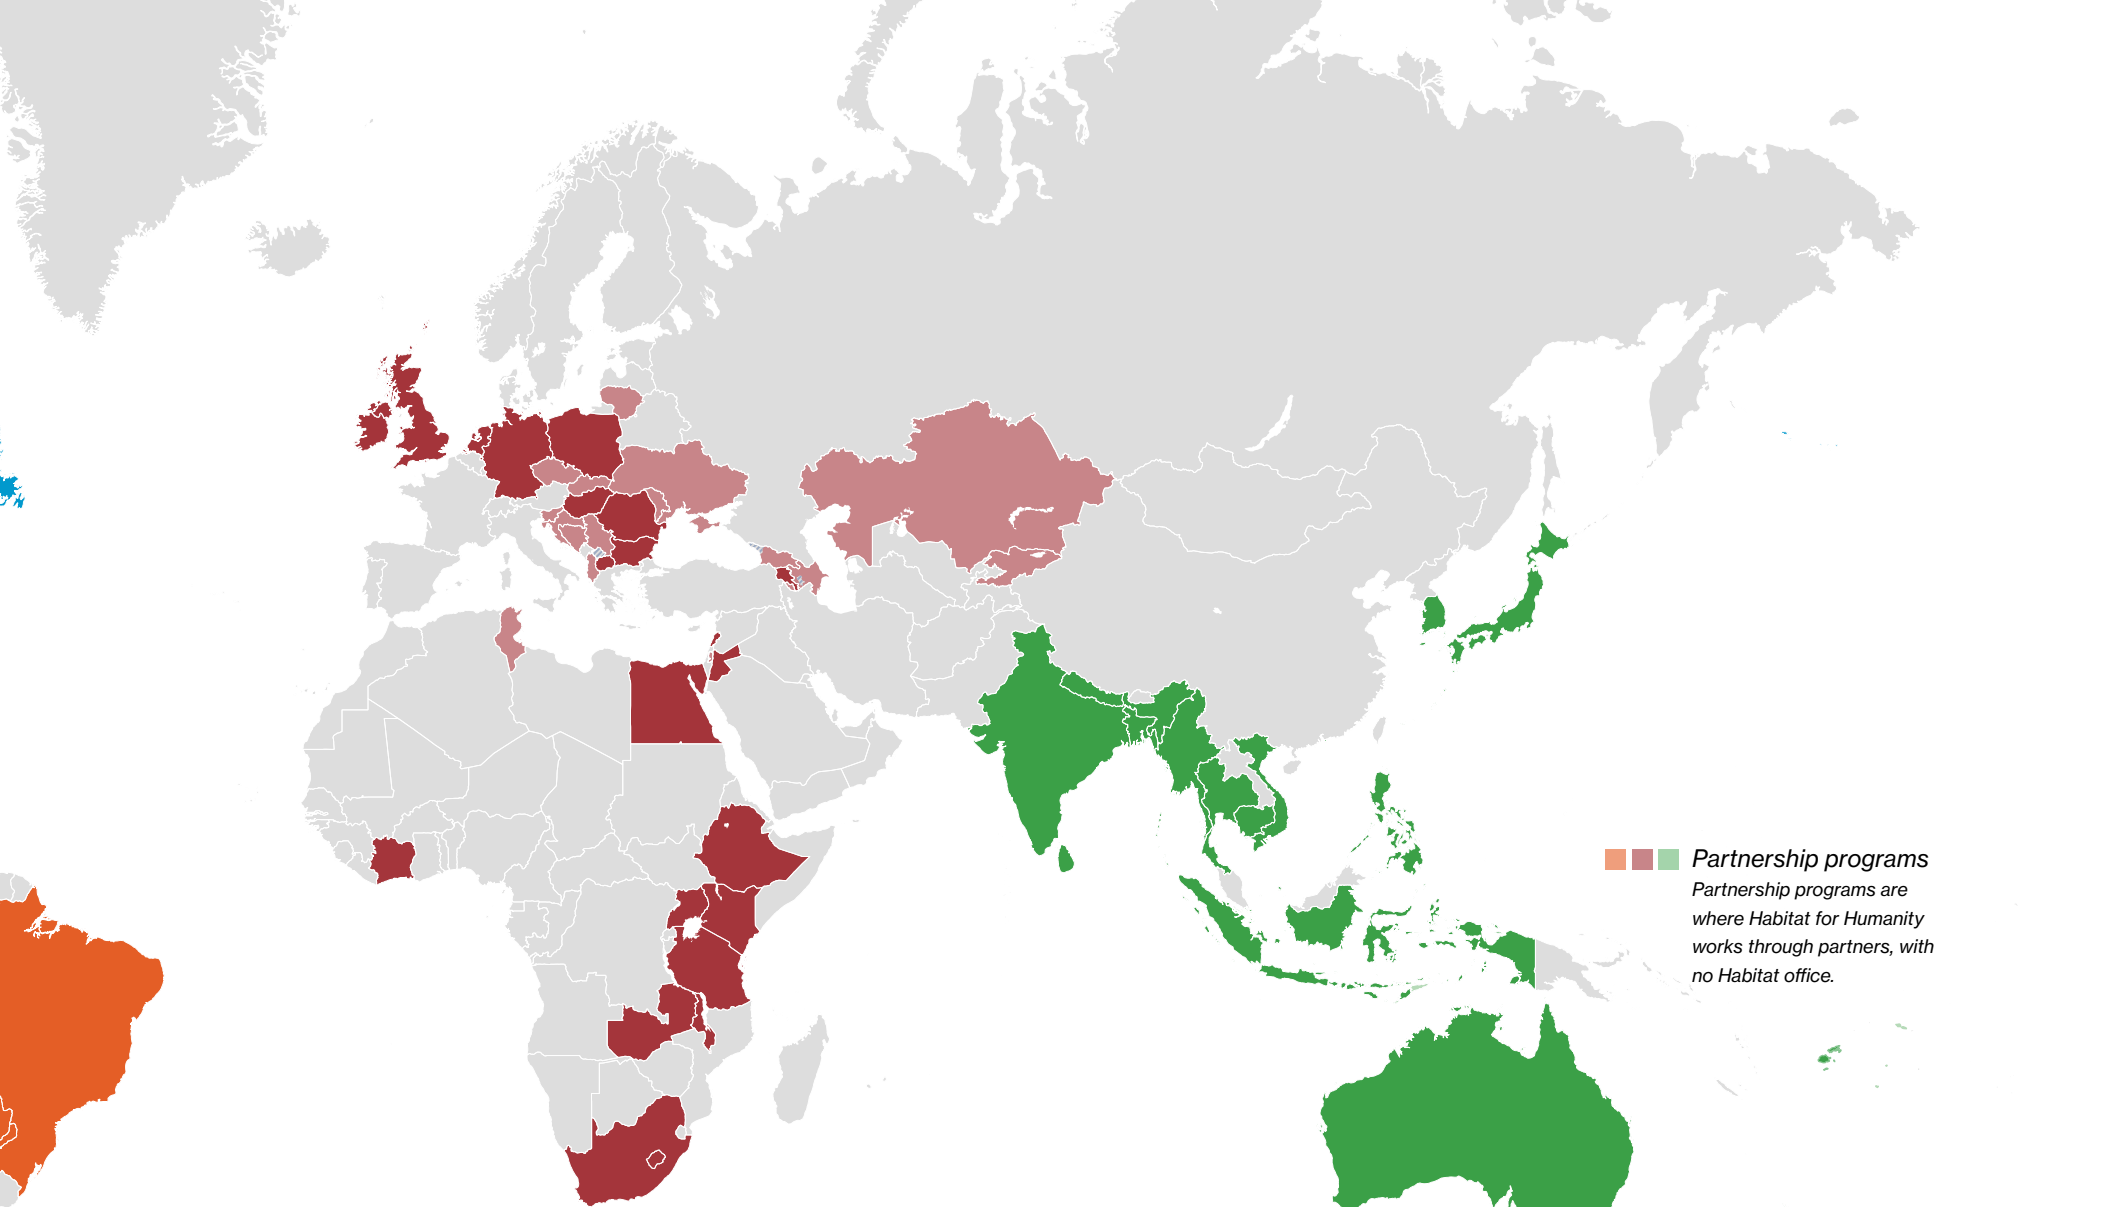 Partnership programs
Partnership programs are
where Habitat for Humanity
works through partners, with
no Habitat office.